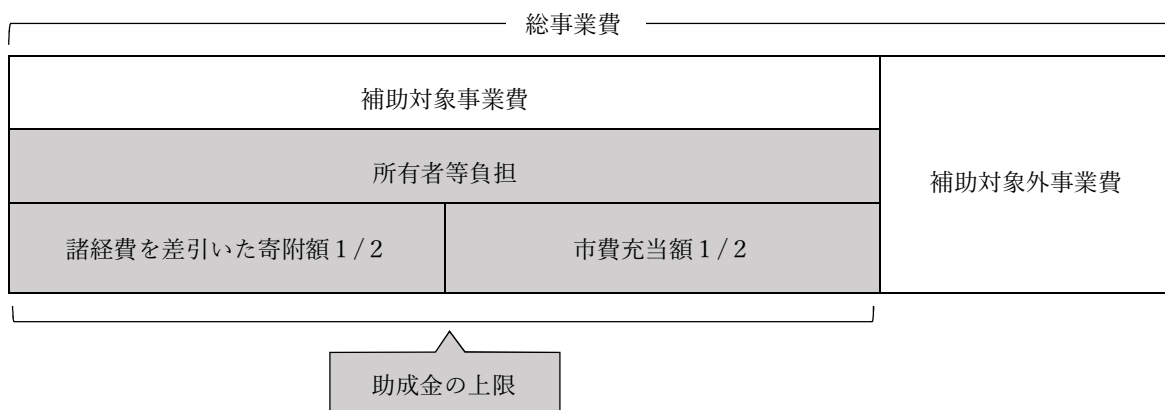 総事業費
補助対象事業費
所有者等負担
補助対象外事業費
諸経費を差引いた寄附額1/2
市費充当額1/2
助成金の上限